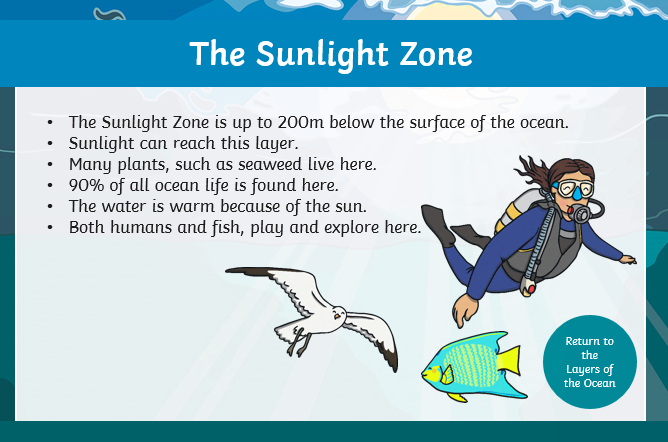 The Sunlight Zone
• The Sunlight Zone is up to 200m below the surface of the ocean.
• Sunlight can reach this layer.
• Many plants, such as seaweed live here.
• 90% of all ocean life is found here.
• The water is warm because of the sun.
• Both humans and fish, play and explore here.
Return to
the
Layers of
the Ocean